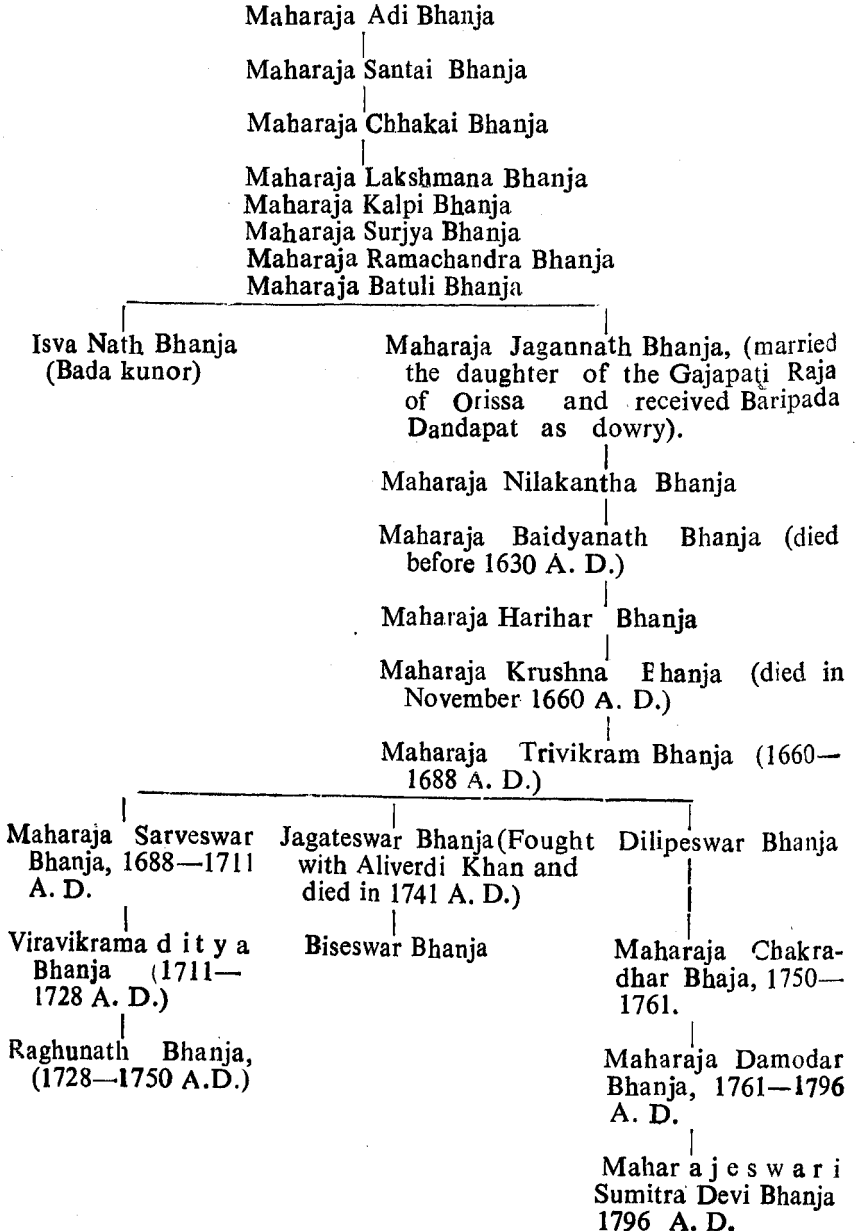 Maharaja Adi Bhanja
Maharaja Santai Bhanja
Maharaja Chhakai Bhanja
Maharaja Lakshmana Bhanja
Maharaja Kalpi Bhanja
Maharaja Surjya Bhanja
Maharaja Ramachandra Bhanja
Maharaja Batuli Bhanja
Isva Nath Bhanja
(Bada kunor)
Maharaja Jagannath Bhanja, (married
the daughter of the Gajapati Raja
of Orissa and received Baripada
Dandapat as dowry).
Maharaja Nilakantha Bhanja
Maharaja Baidyanath Bhanja (died
before 1630 A. D.)
Maharaja Harihar Bhanja
Maharaja Krushna Bhanja (died in
November 1660 A. D.)
Maharaja Trivikram Bhanja (1660—
1688 A. D.)
Maharaja Sarveswar
Bhanja, 1688—1711
A. D.
Viravikrama d i t y a
Bhanja (1711—
1728 A. D.)
Raghunath Bhanja,
(1728—1750 A.D.)
Jagateswar Bhanja (Fought
with Aliverdi Khan and
died in 1741 A. D.)
Biseswar Bhanja
Dilipeswar Bhanja
Maharaja Chakra-
dhar Bhaja, 1750—
1761.
Maharaja Damodar
Bhanja, 1761—1796
A. D.
Mahar a j e s w a r i
Sumitra Devi Bhanja
1796 A. D.